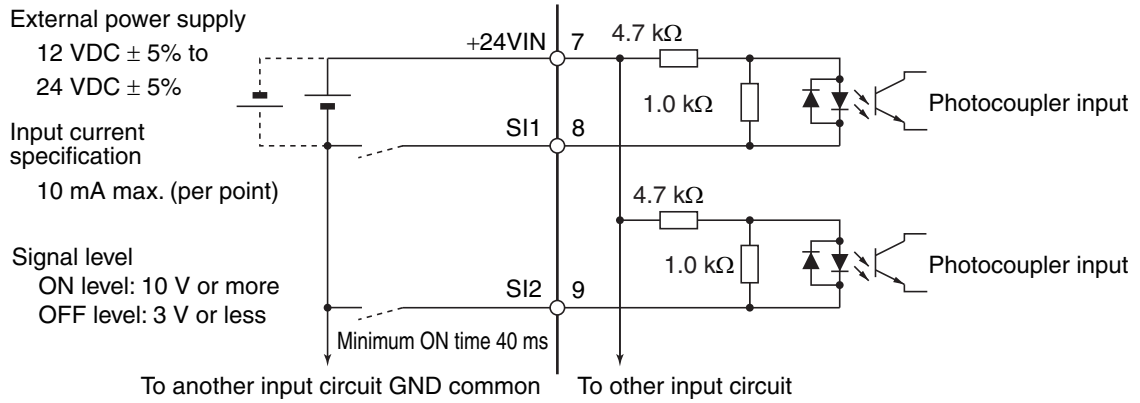 External power supply
12 VDC ± 5% to
24 VDC ± 5%
Input current
specification
10 mA max. (per point)
Signal level
ON level: 10 V or more
OFF level: 3 V or less
+24VIN 7
4.7 kΩ
1.0 kΩ
Photocoupler input
SI1 8
4.7 kΩ
1.0 kΩ
Photocoupler input
SI2 9
Minimum ON time 40 ms
To another input circuit GND common
To other input circuit